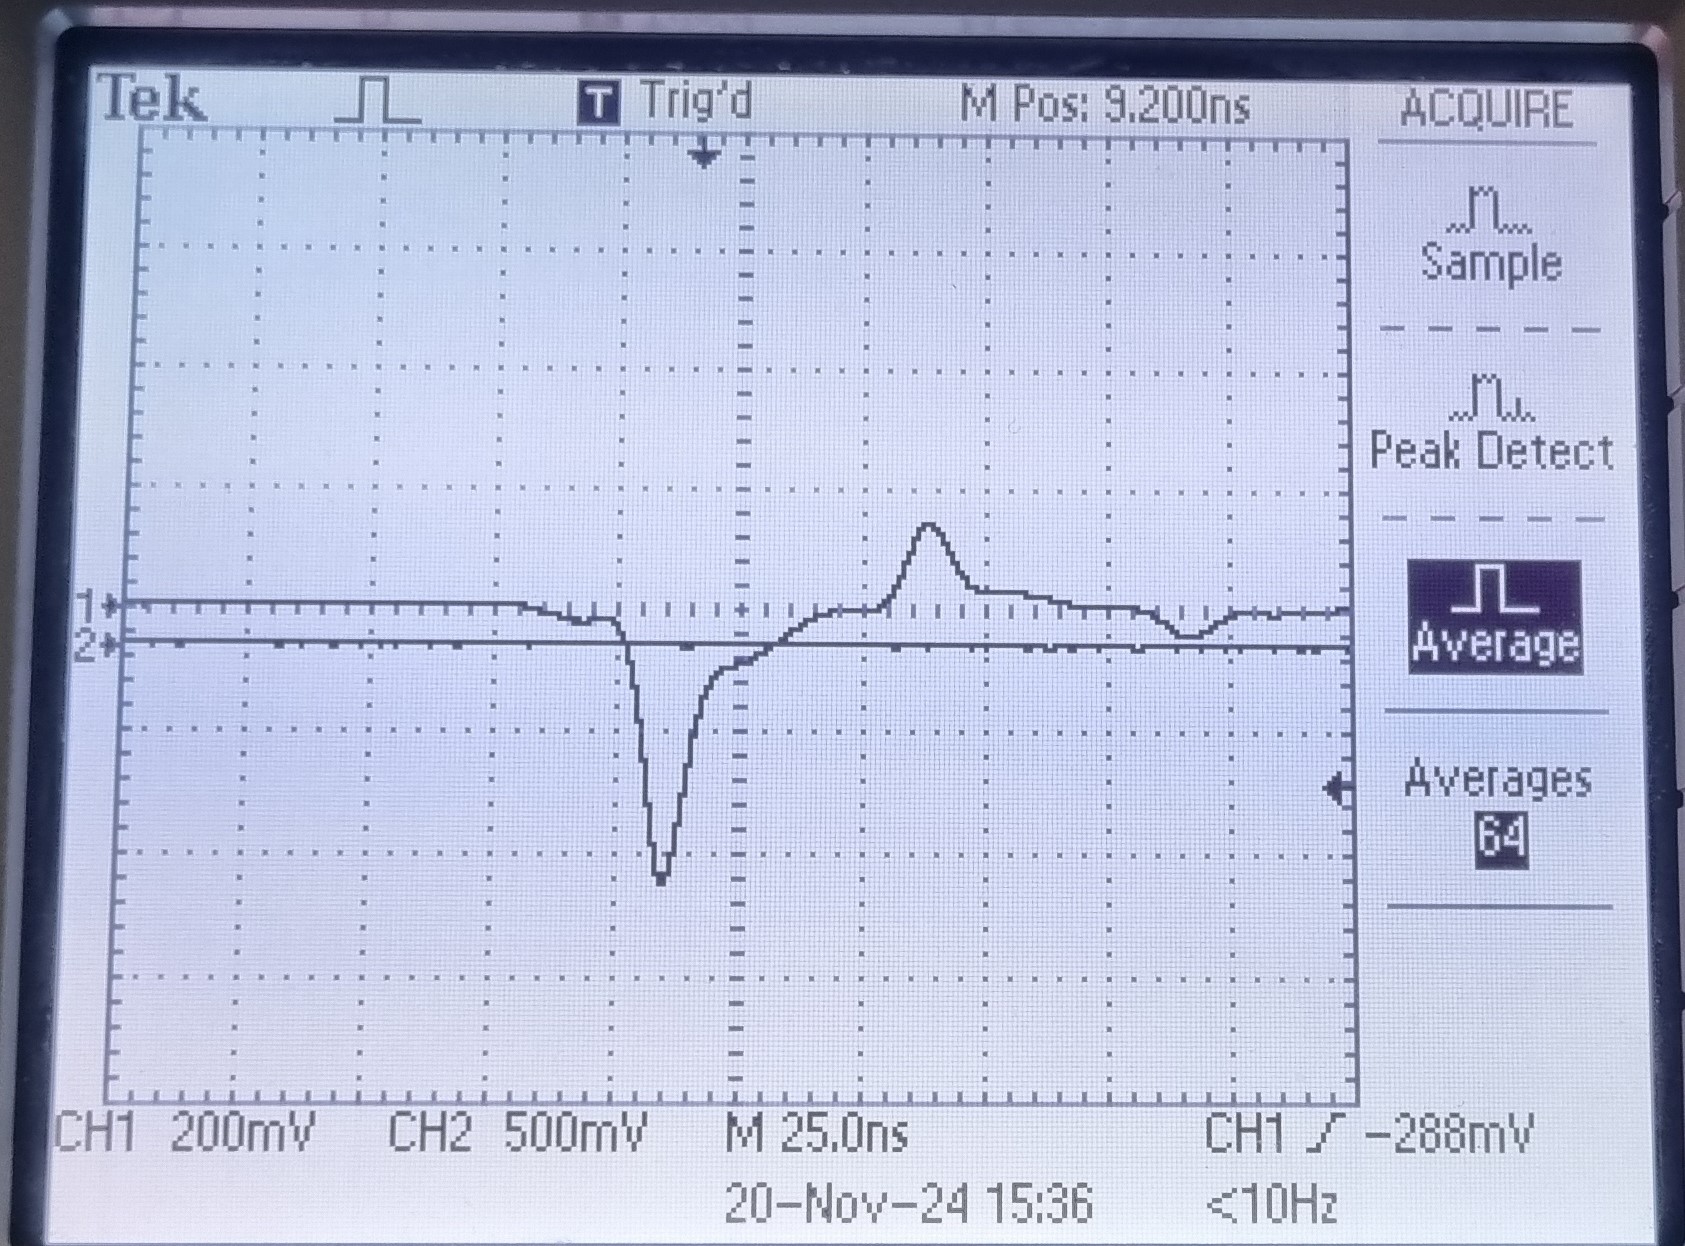 Tek T Trig'd M Pos: 9.200ns ACQUIRE
Sample
Peak Detect
1
2
Average
Averages
64
CH1 200mV CH2 500mV M 25.0ns CH1 -288mV
20-Nov-24 15:36 <10Hz